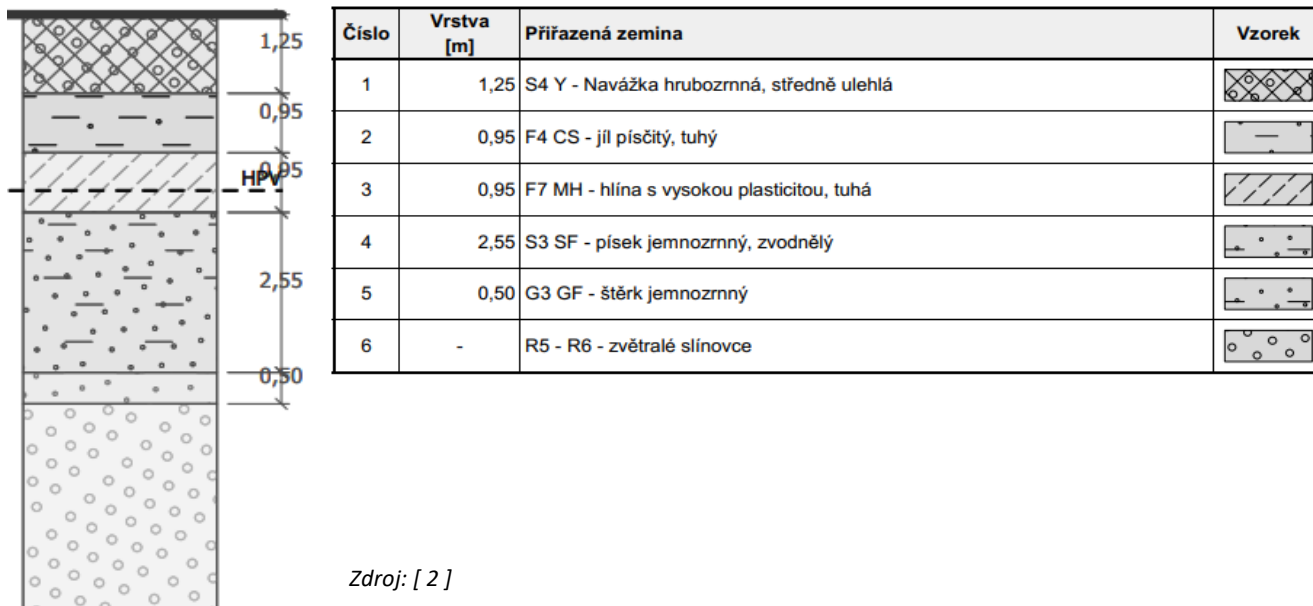 1,25
0,95
0,95
HPV
2,55
0,50
Číslo Vrstva [m] Přiřazená zemina Vzorek
1 1,25 S4 Y - Navážka hrubozrnná, středně ulehlá
2 0,95 F4 CS - jíl písčitý, tuhý
3 0,95 F7 MH - hlína s vysokou plasticitou, tuhá
4 2,55 S3 SF - písek jemnozrnný, zvodnělý
5 0,50 G3 GF - štěrk jemnozrnný
6 - R5 - R6 - zvětralé slínovce
Zdroj: [ 2 ]